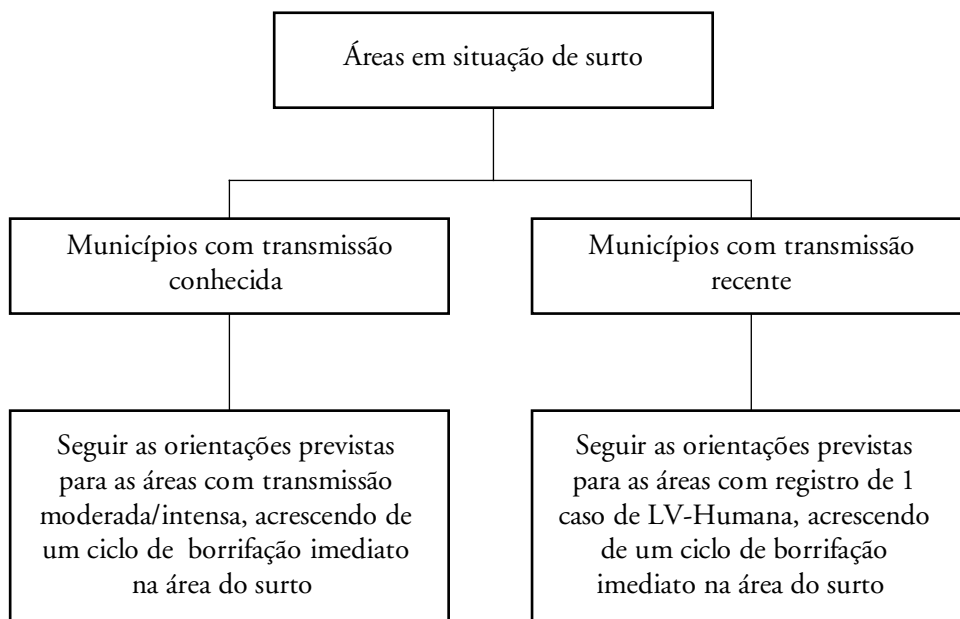 Áreas em situação de surto
Municípios com transmissão
conhecida
Municípios com transmissão
recente
Seguir as orientações previstas
para as áreas com transmissão
moderada/intensa, acrescendo de
um ciclo de borrifação imediato
na área do surto
Seguir as orientações previstas
para as áreas com registro de 1
caso de LV-Humana, acrescendo
de um ciclo de borrifação
imediato na área do surto